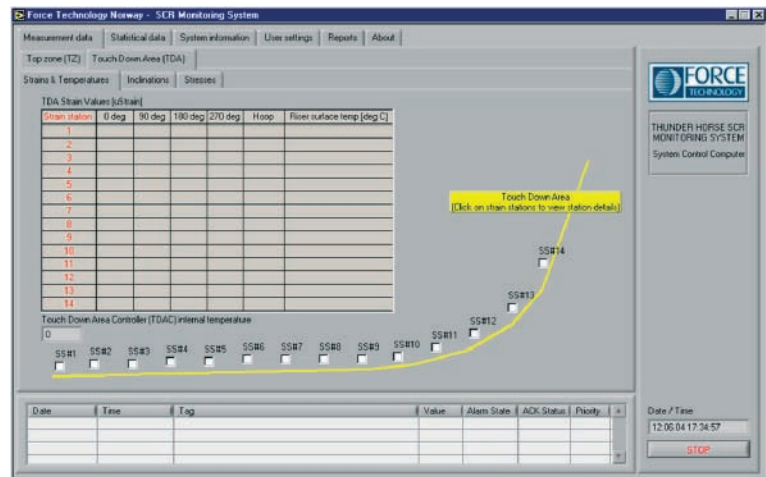 Force Technology Norway - SCR Monitoring System
Measurement data Statistical data System information User settings Reports About
Top zone (TZ) Touch Down Area (TDA)
Strains & Temperatures Inclinations Stresses
TDA Strain Values [uStrain]
Strain station 0 deg 90 deg 180 deg 270 deg Hoop Riser surface temp [deg C]
1
2
3
4
5
6
7
8
9
10
11
12
13
14
Touch Down Area
[Click on strain stations to view station details]
SS#14
SS#13
SS#12
SS#11
SS#10
SS#9
SS#8
SS#7
SS#6
SS#5
SS#4
SS#3
SS#2
SS#1
Touch Down Area Controller (TDAC) internal temperature
0
Date Time Tag Value Alarm State ACK Status Priority
FORCE
TECHNOLOGY
THUNDER HORSE SCR
MONITORING SYSTEM
System Control Computer
Date / Time
12.06.04 17:34:57
STOP